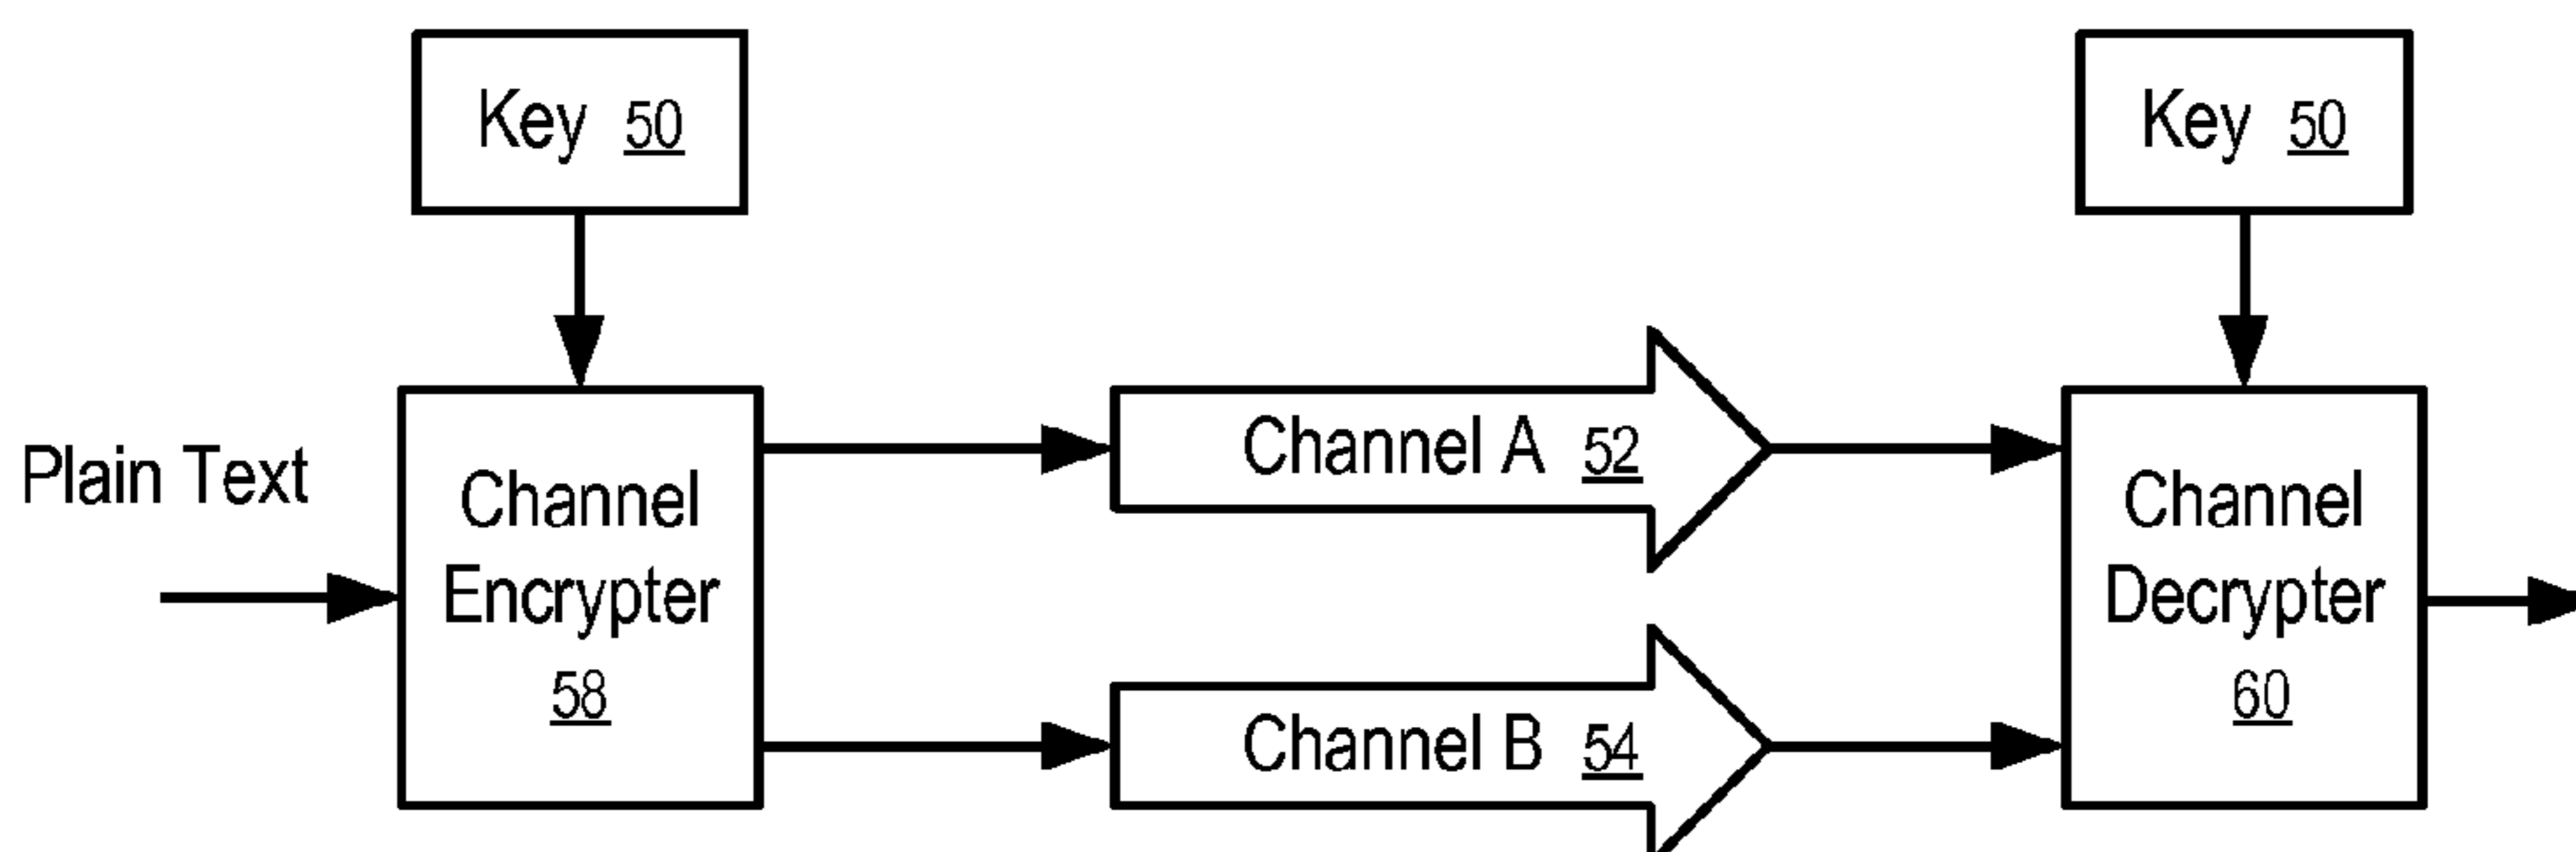 Key 50
Key 50
Plain Text
Channel
Encrypter
58
Channel A 52
Channel B 54
Channel
Decrypter
60